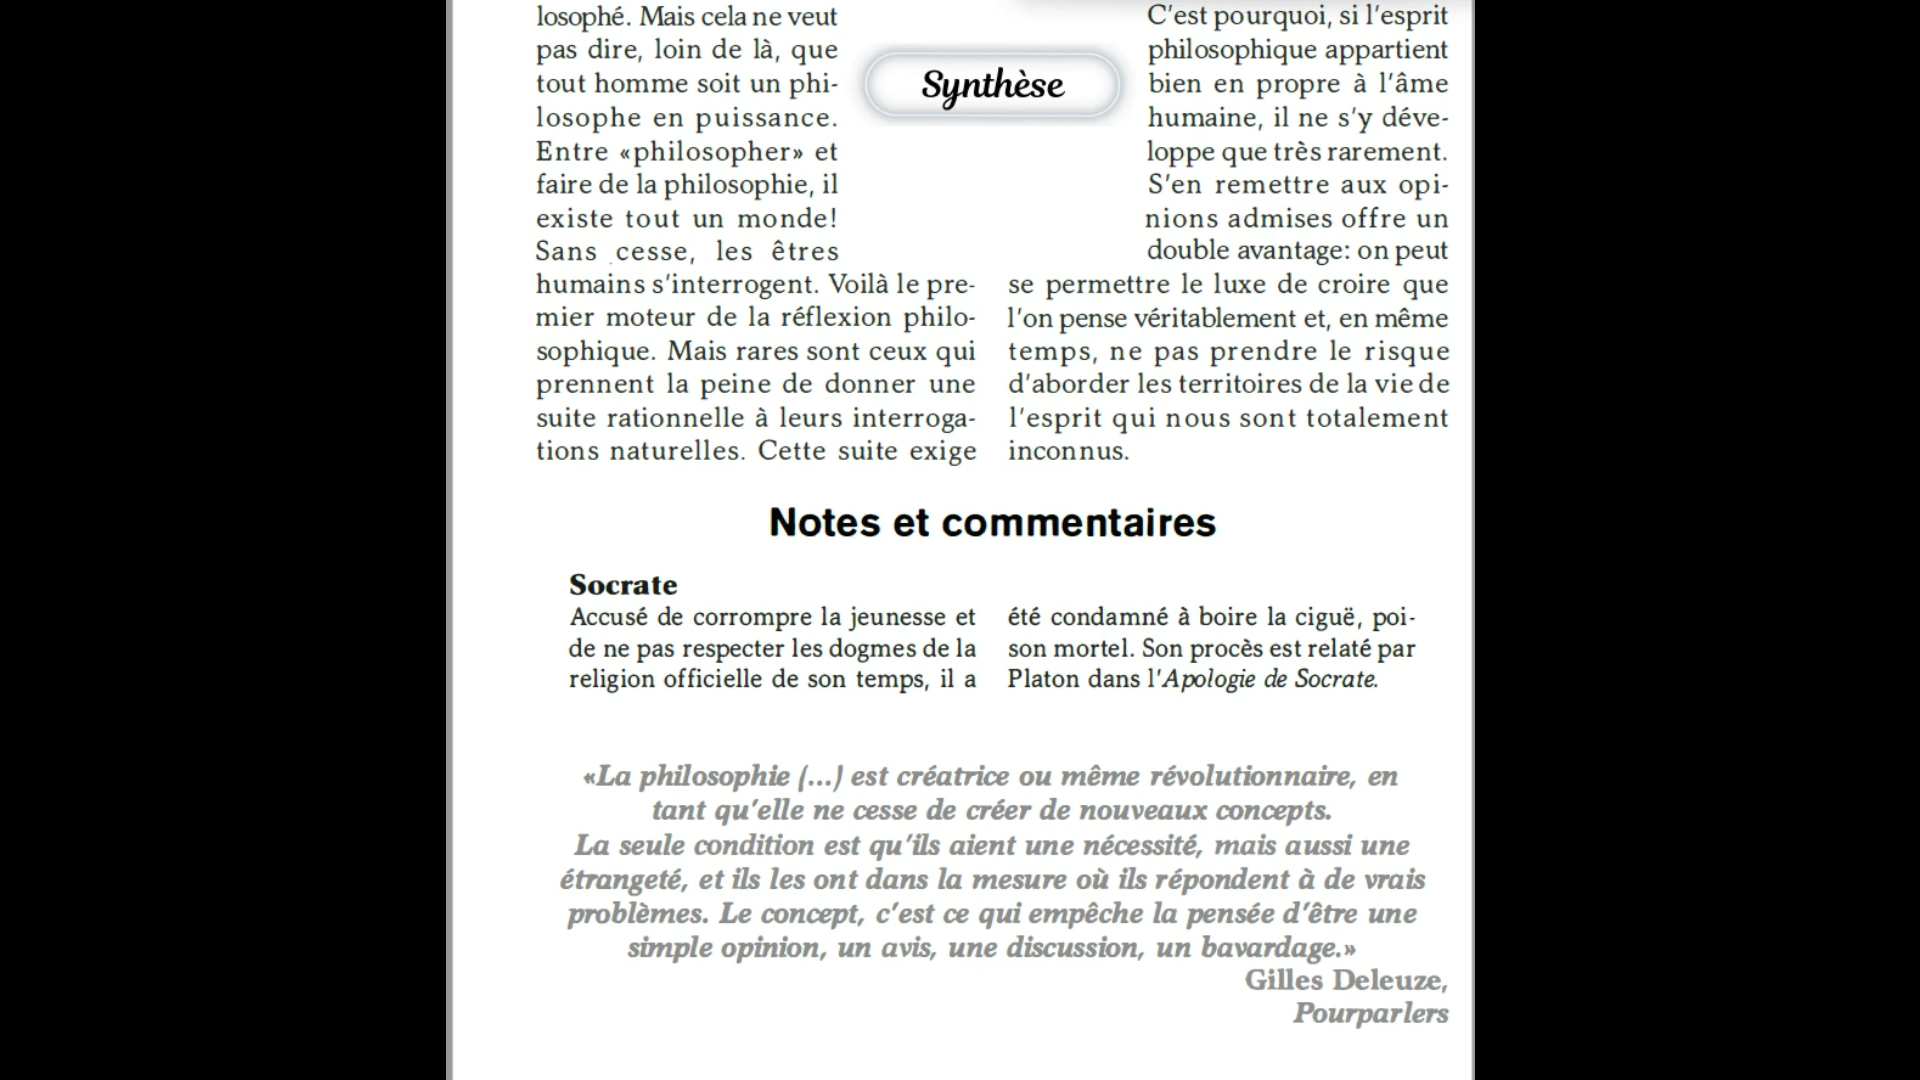 losophé. Mais cela ne veut
pas dire, loin de là, que
tout homme soit un phi-
losophe en puissance.
Entre «philosopher» et
faire de la philosophie, il
existe tout un monde!
Sans cesse, les êtres
humains s'interrogent. Voilà le pre-
mier moteur de la réflexion philo-
sophique. Mais rares sont ceux qui
prennent la peine de donner une
suite rationnelle à leurs interroga-
tions naturelles. Cette suite exige
Synthèse
C'est pourquoi, si l'esprit
philosophique appartient
bien en propre à l'âme
humaine, il ne s'y déve-
loppe que très rarement.
S'en remettre aux opi-
nions admises offre un
double avantage: on peut
se permettre le luxe de croire que
l'on pense véritablement et, en même
temps, ne pas prendre le risque
d'aborder les territoires de la vie de
l'esprit qui nous sont totalement
inconnus.
Notes et commentaires
Socrate
Accusé de corrompre la jeunesse et
de ne pas respecter les dogmes de la
religion officielle de son temps, il a
été condamné à boire la ciguë, poi-
son mortel. Son procès est relaté par
Platon dans l'Apologie de Socrate.
«La philosophie (...) est créatrice ou même révolutionnaire, en
tant qu'elle ne cesse de créer de nouveaux concepts.
La seule condition est qu'ils aient une nécessité, mais aussi une
étrangeté, et ils les ont dans la mesure où ils répondent à de vrais
problèmes. Le concept, c'est ce qui empêche la pensée d'être une
simple opinion, un avis, une discussion, un bavardage.»
Gilles Deleuze,
Pourparlers